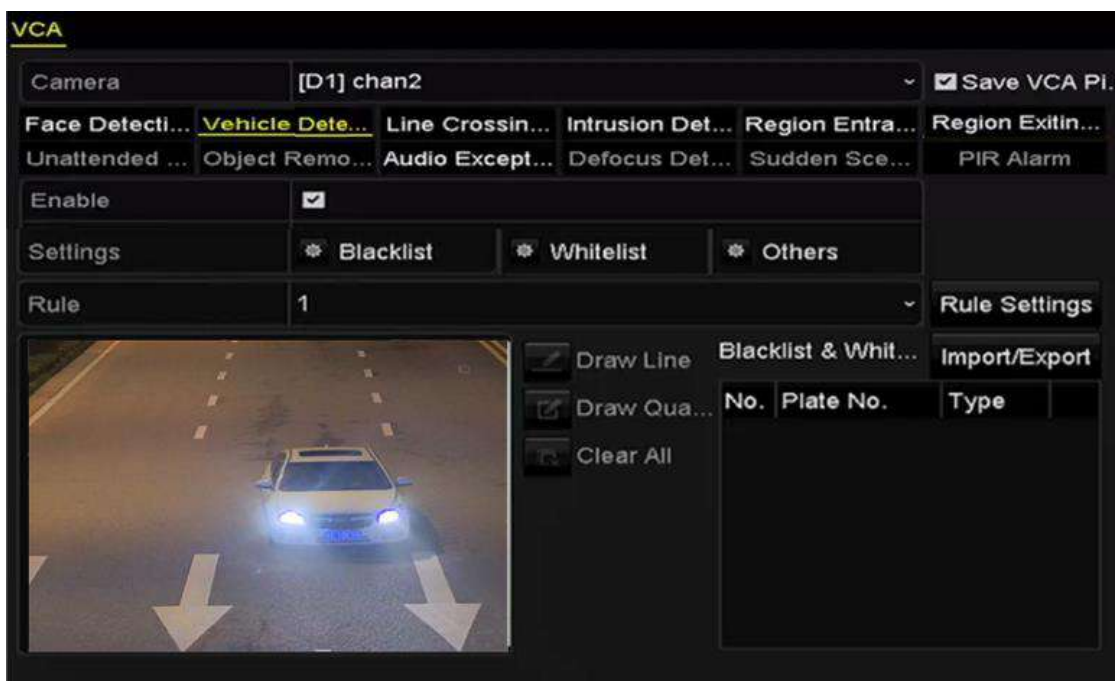 VCA
Camera [D1] chan2 Save VCA Pi.
Face Detecti... Vehicle Dete... Line Crossin... Intrusion Det... Region Entra... Region Exitin...
Unattended ... Object Remo... Audio Except... Defocus Det... Sudden Sce... PIR Alarm
Enable
Settings Blacklist Whitelist Others
Rule 1 Rule Settings
Draw Line Blacklist & Whit... Import/Export
Draw Qua... No. Plate No. Type
Clear All